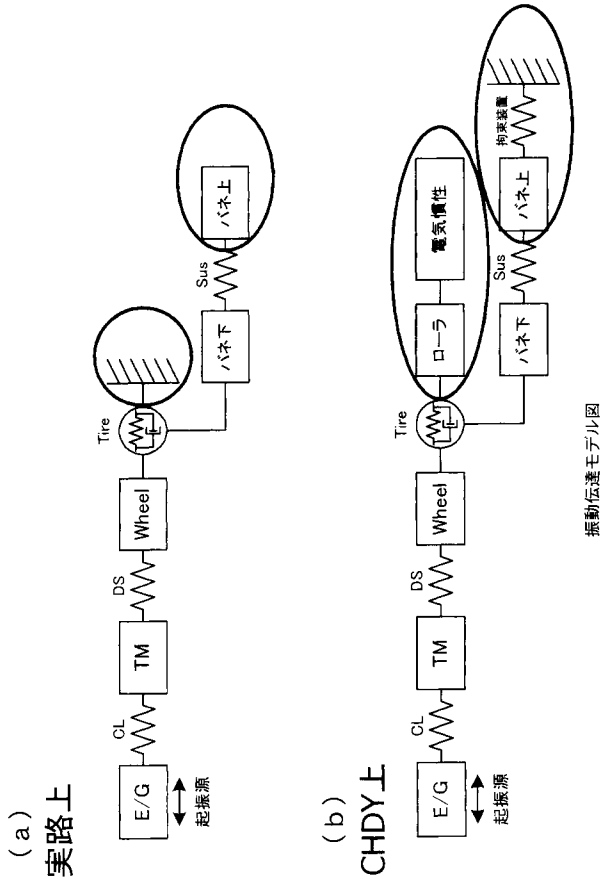 (a)
実路上
E/G
起振源
CL
TM
DS
Wheel
Tire
バネ下
Sus
バネ上
(b)
CHDY上
E/G
起振源
CL
TM
DS
Wheel
Tire
ローラ
電気慣性
バネ下
Sus
バネ上
拘束装置
振動伝達モデル図